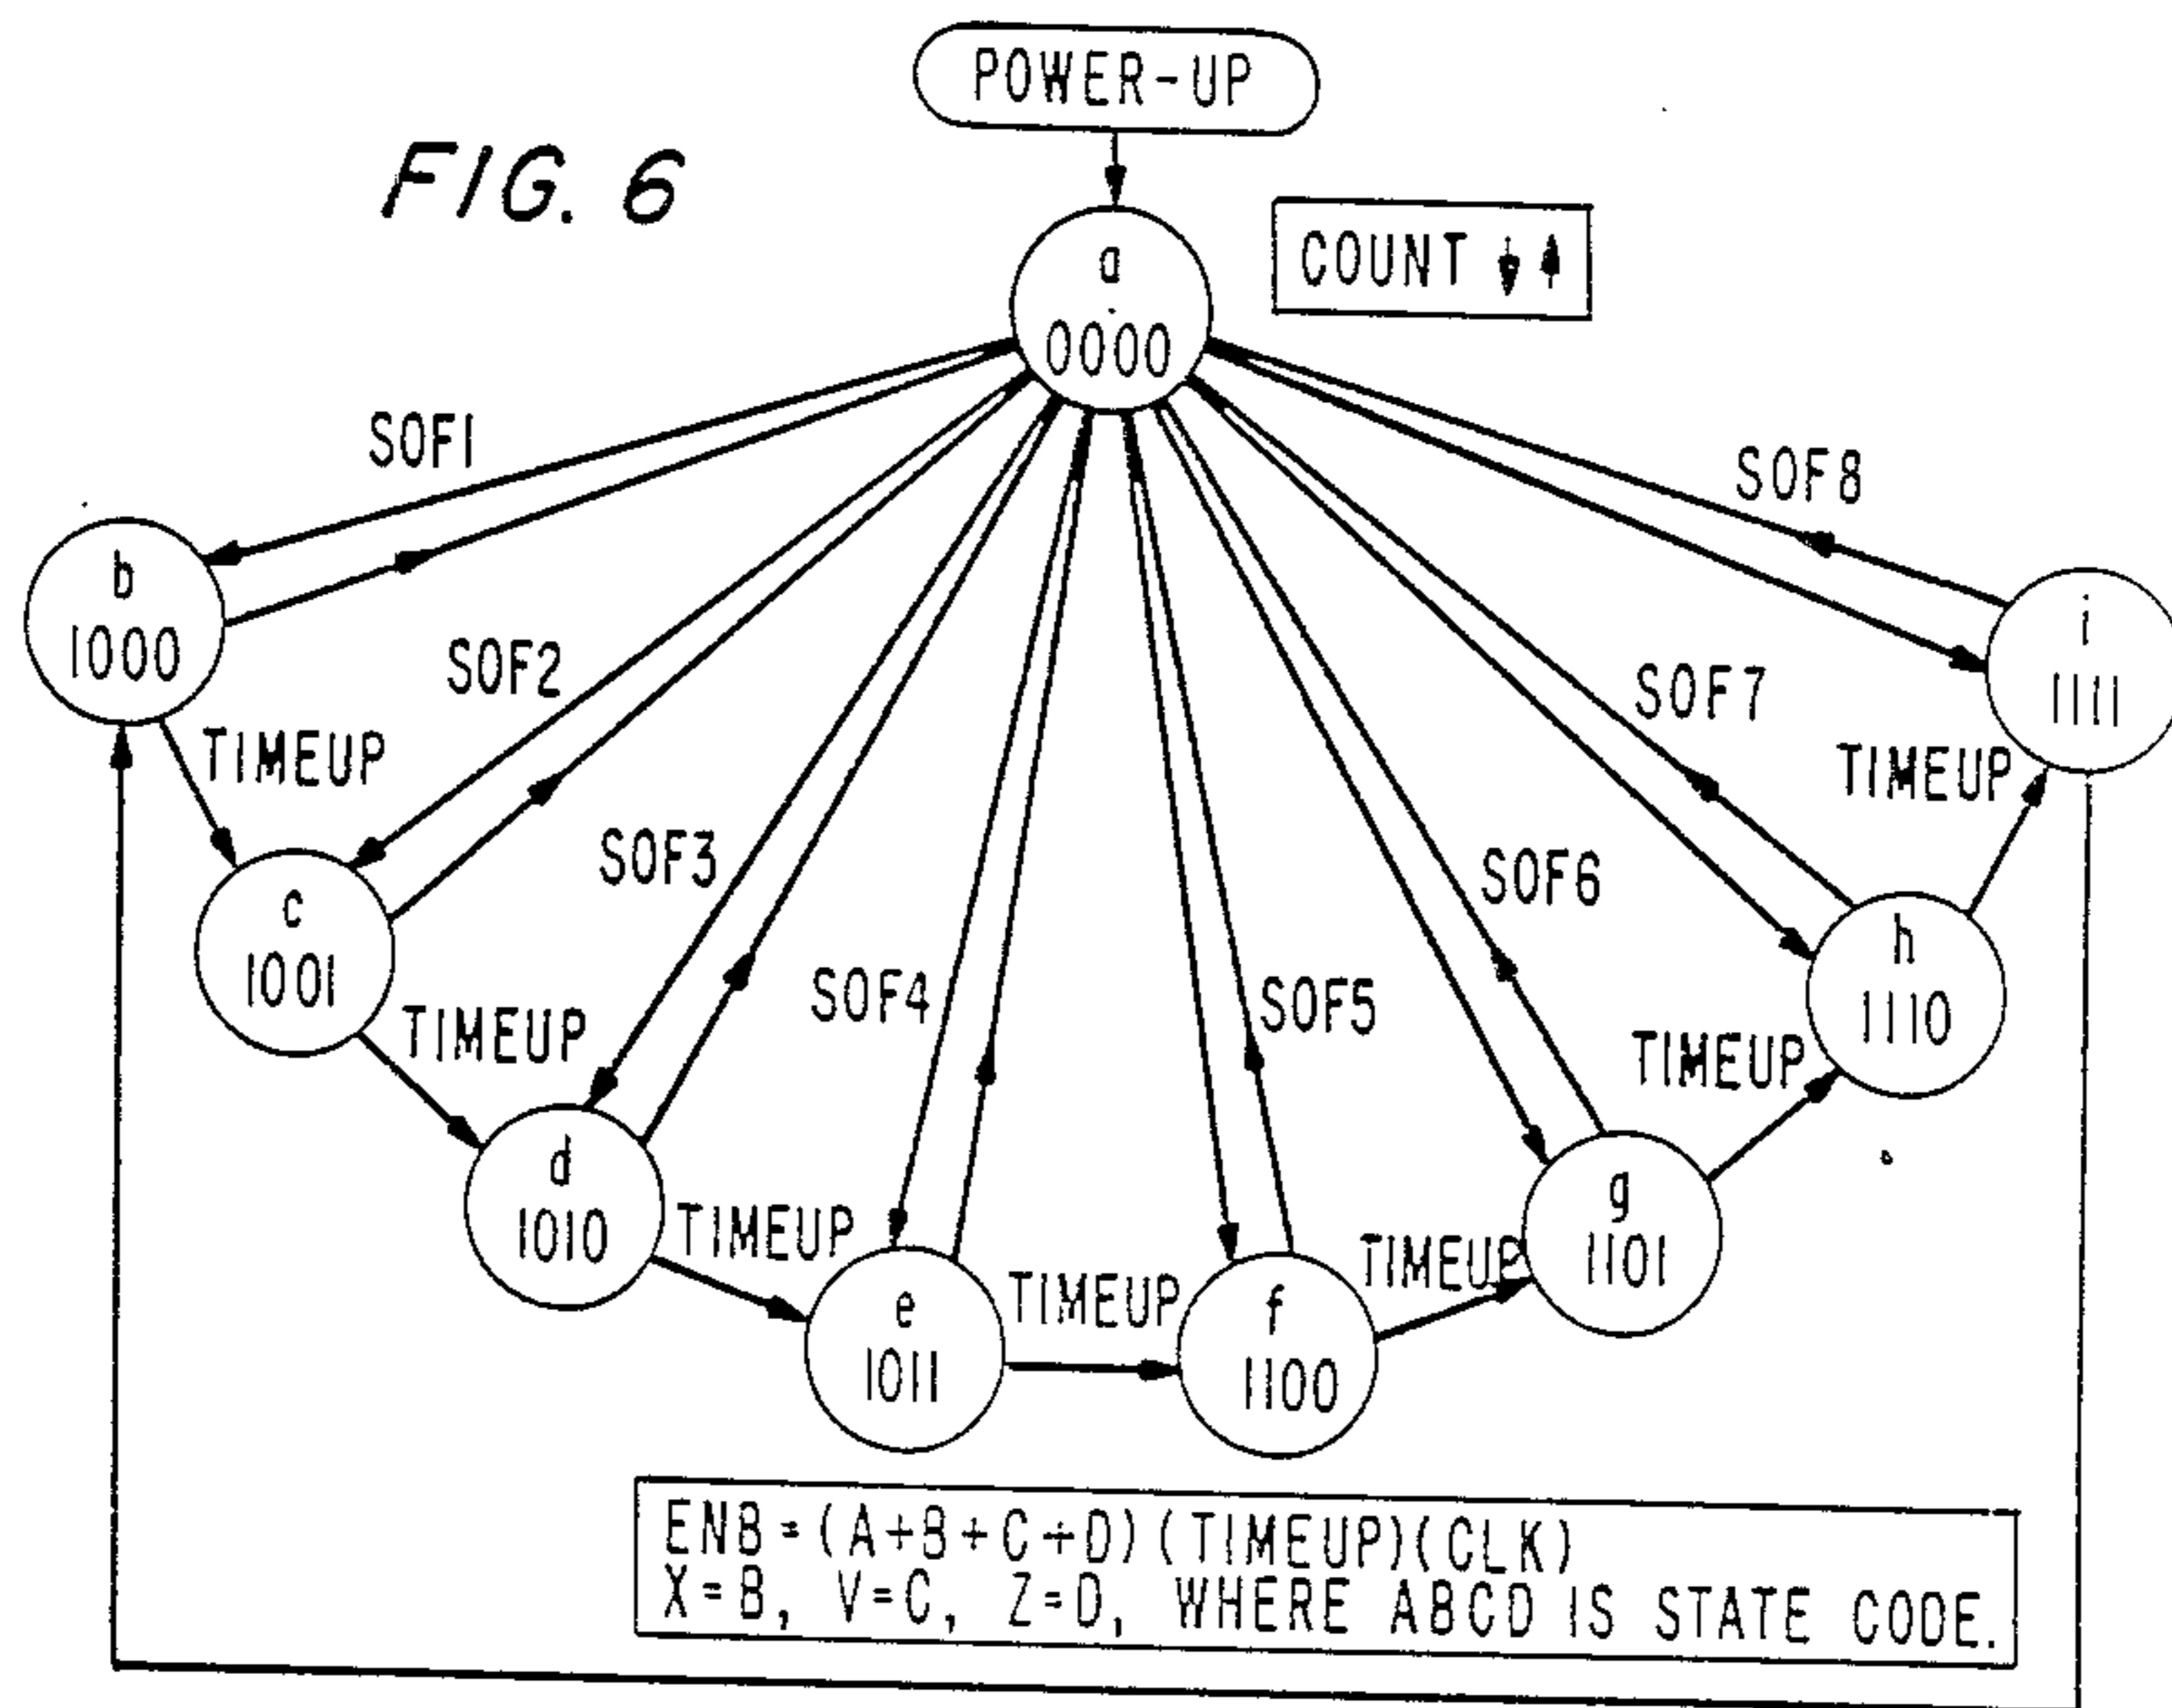 POWER-UP
FIG. 6
a
0000
COUNT ↓↑
SOF1
SOF8
b
1000
i
1111
SOF2
SOF7
TIMEUP
TIMEUP
SOF3
SOF6
c
1001
h
1110
SOF4
SOF5
TIMEUP
TIMEUP
d
1010
g
1101
TIMEUP
TIMEUP
TIMEUP
e
1011
f
1100
ENB=(A+B+C+D)(TIMEUP)(CLK)
X=B, V=C, Z=D, WHERE ABCD IS STATE CODE.